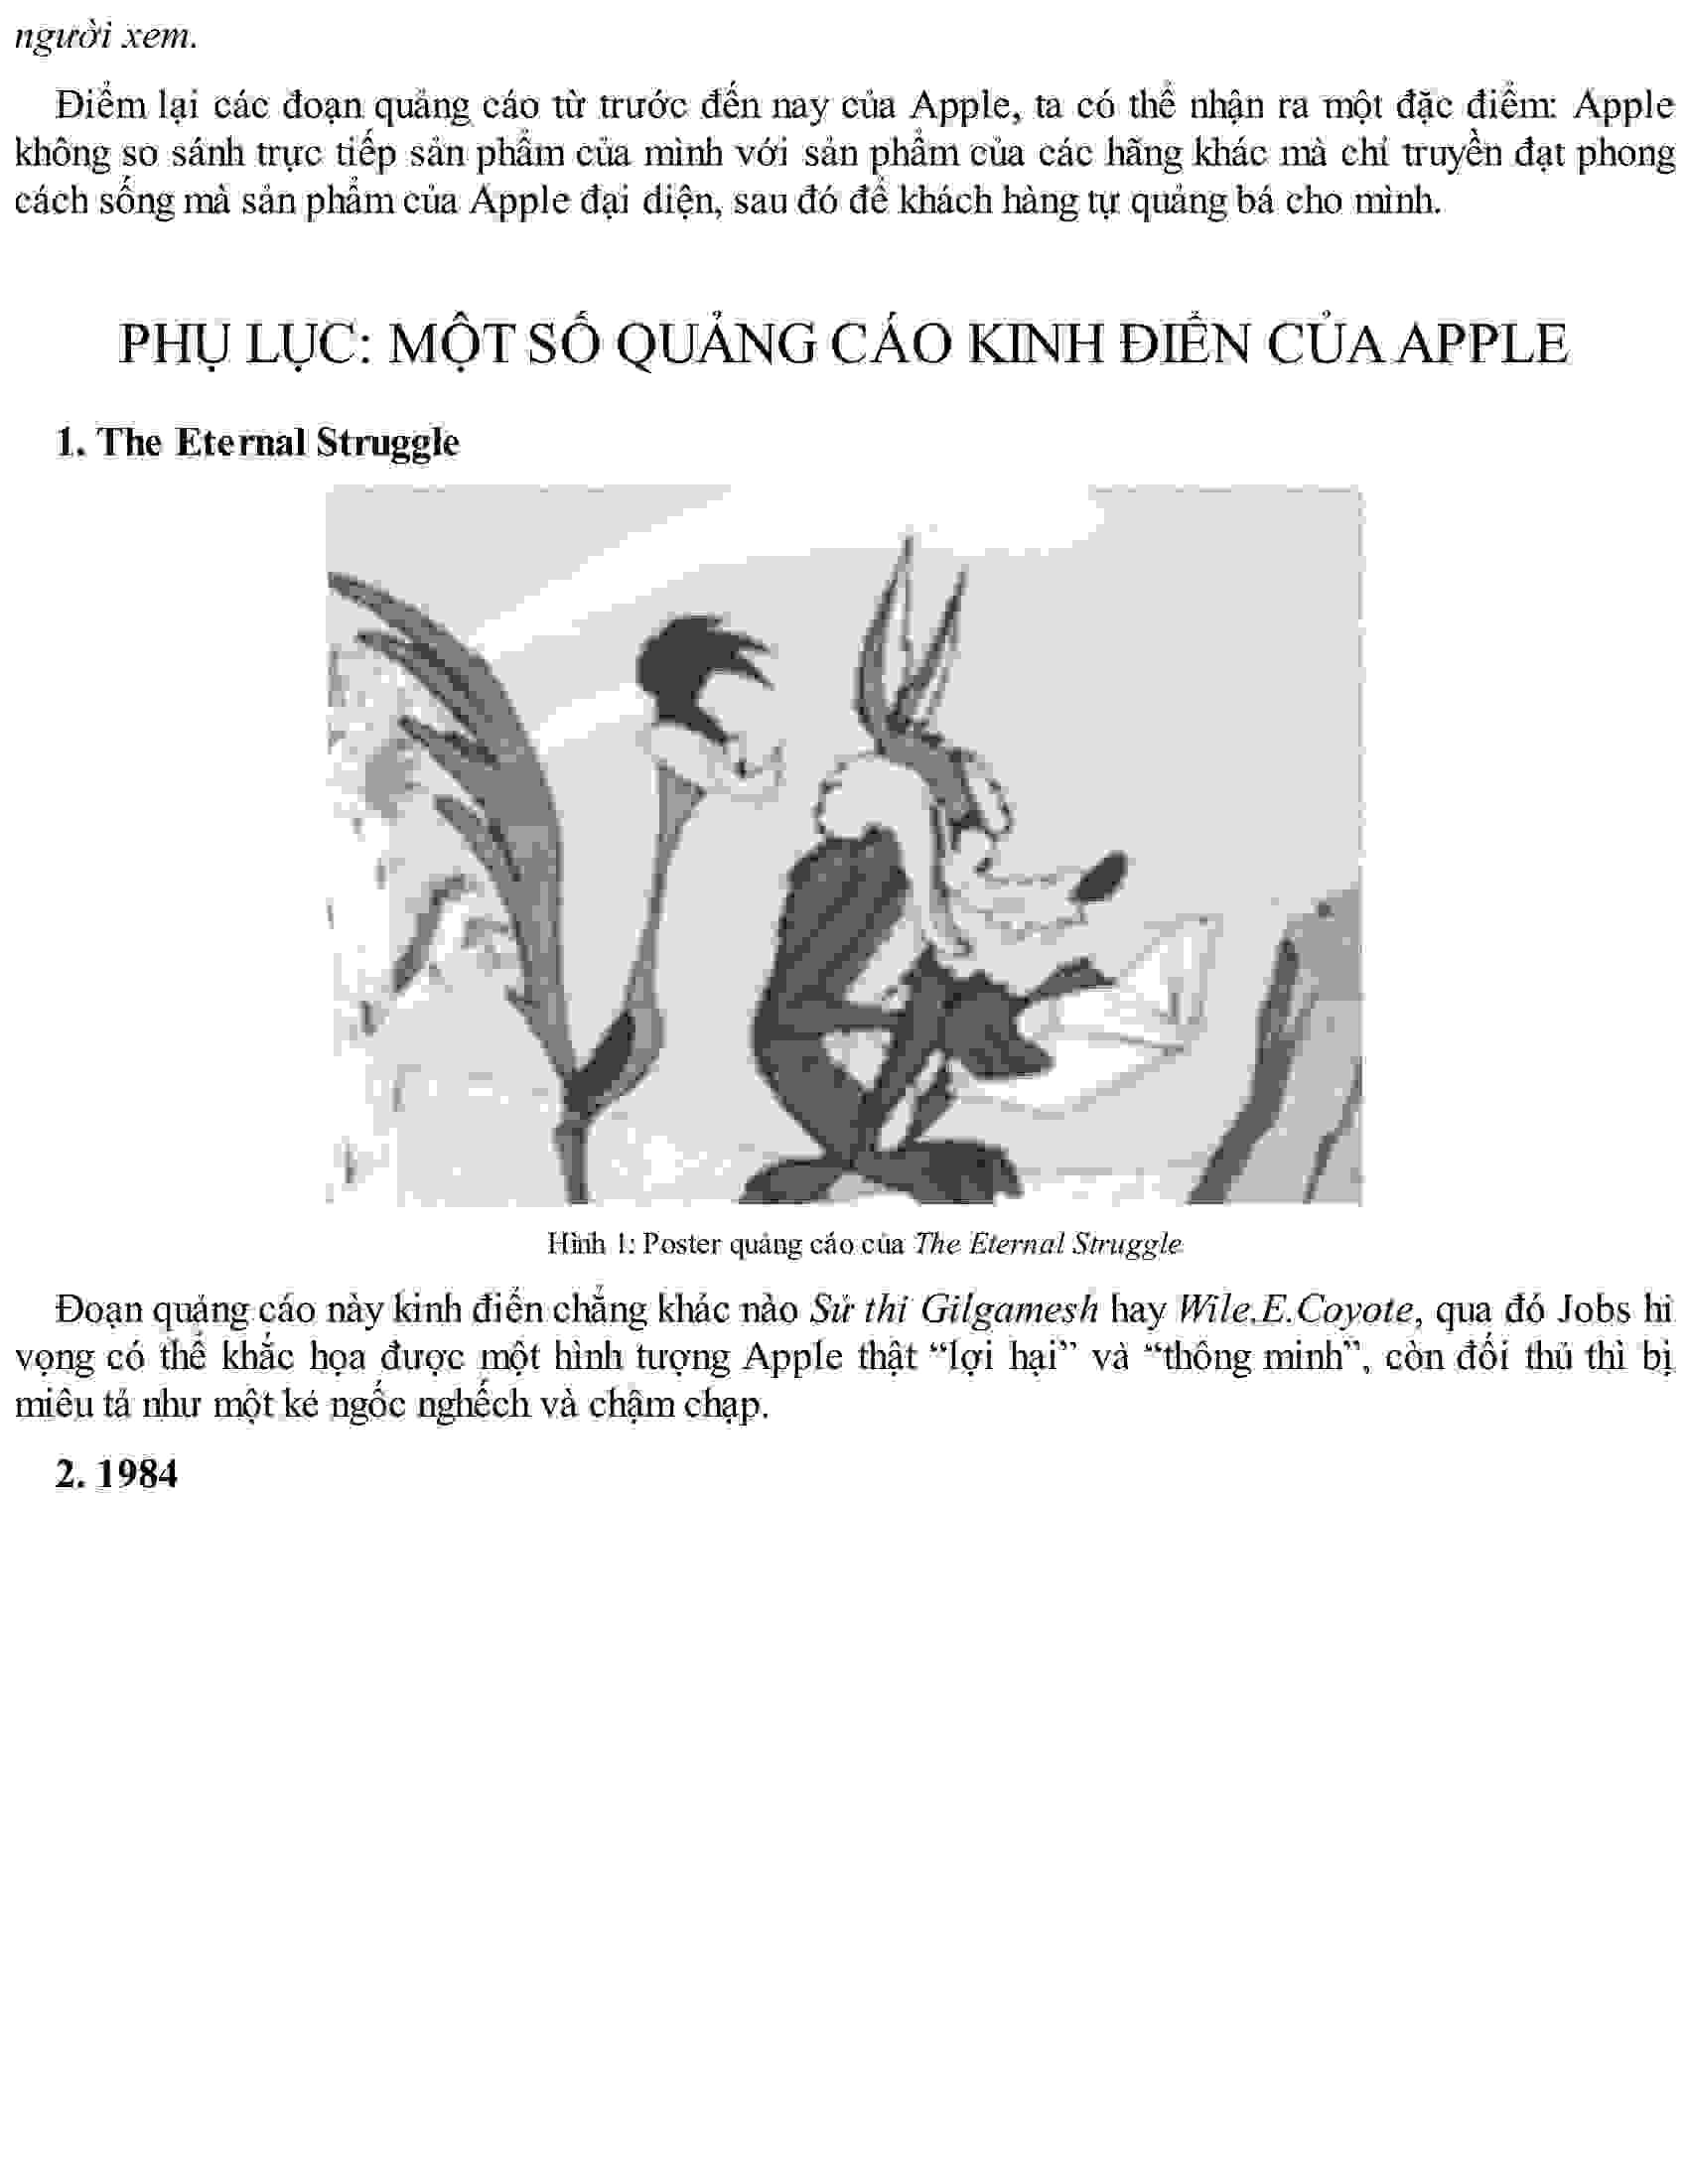 người xem.
Điểm lại các đoạn quảng cáo từ trước đến nay của Apple, ta có thể nhận ra một đặc điểm: Apple
không so sánh trực tiếp sản phẩm của mình với sản phẩm của các hãng khác mà chỉ truyền đạt phong
cách sống mà sản phẩm của Apple đại diện, sau đó để khách hàng tự quảng bá cho mình.
PHỤ LỤC: MỘT SỐ QUẢNG CÁO KINH ĐIỂN CỦA APPLE
1. The Eternal Struggle
Hình 1: Poster quảng cáo của The Eternal Struggle
Đoạn quảng cáo này kinh điển chẳng khác nào Sử thi Gilgamesh hay Wile.E.Coyote, qua đó Jobs hi
vọng có thể khắc họa được một hình tượng Apple thật “lợi hại” và “thông minh”, còn đối thủ thì bị
miêu tả như một kẻ ngốc nghếch và chậm chạp.
2. 1984